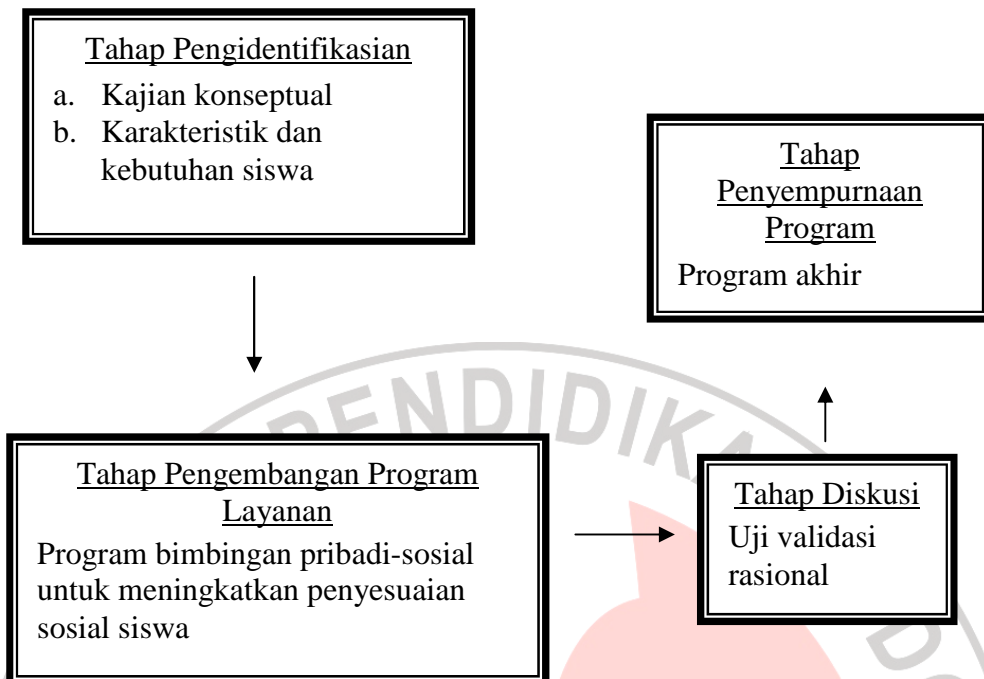 Tahap Pengidentifikasian
a. Kajian konseptual
b. Karakteristik dan
kebutuhan siswa
Tahap Pengembangan Program
Layanan
Program bimbingan pribadi-sosial
untuk meningkatkan penyesuaian
sosial siswa
Tahap Diskusi
Uji validasi
rasional
Tahap
Penyempurnaan
Program
Program akhir